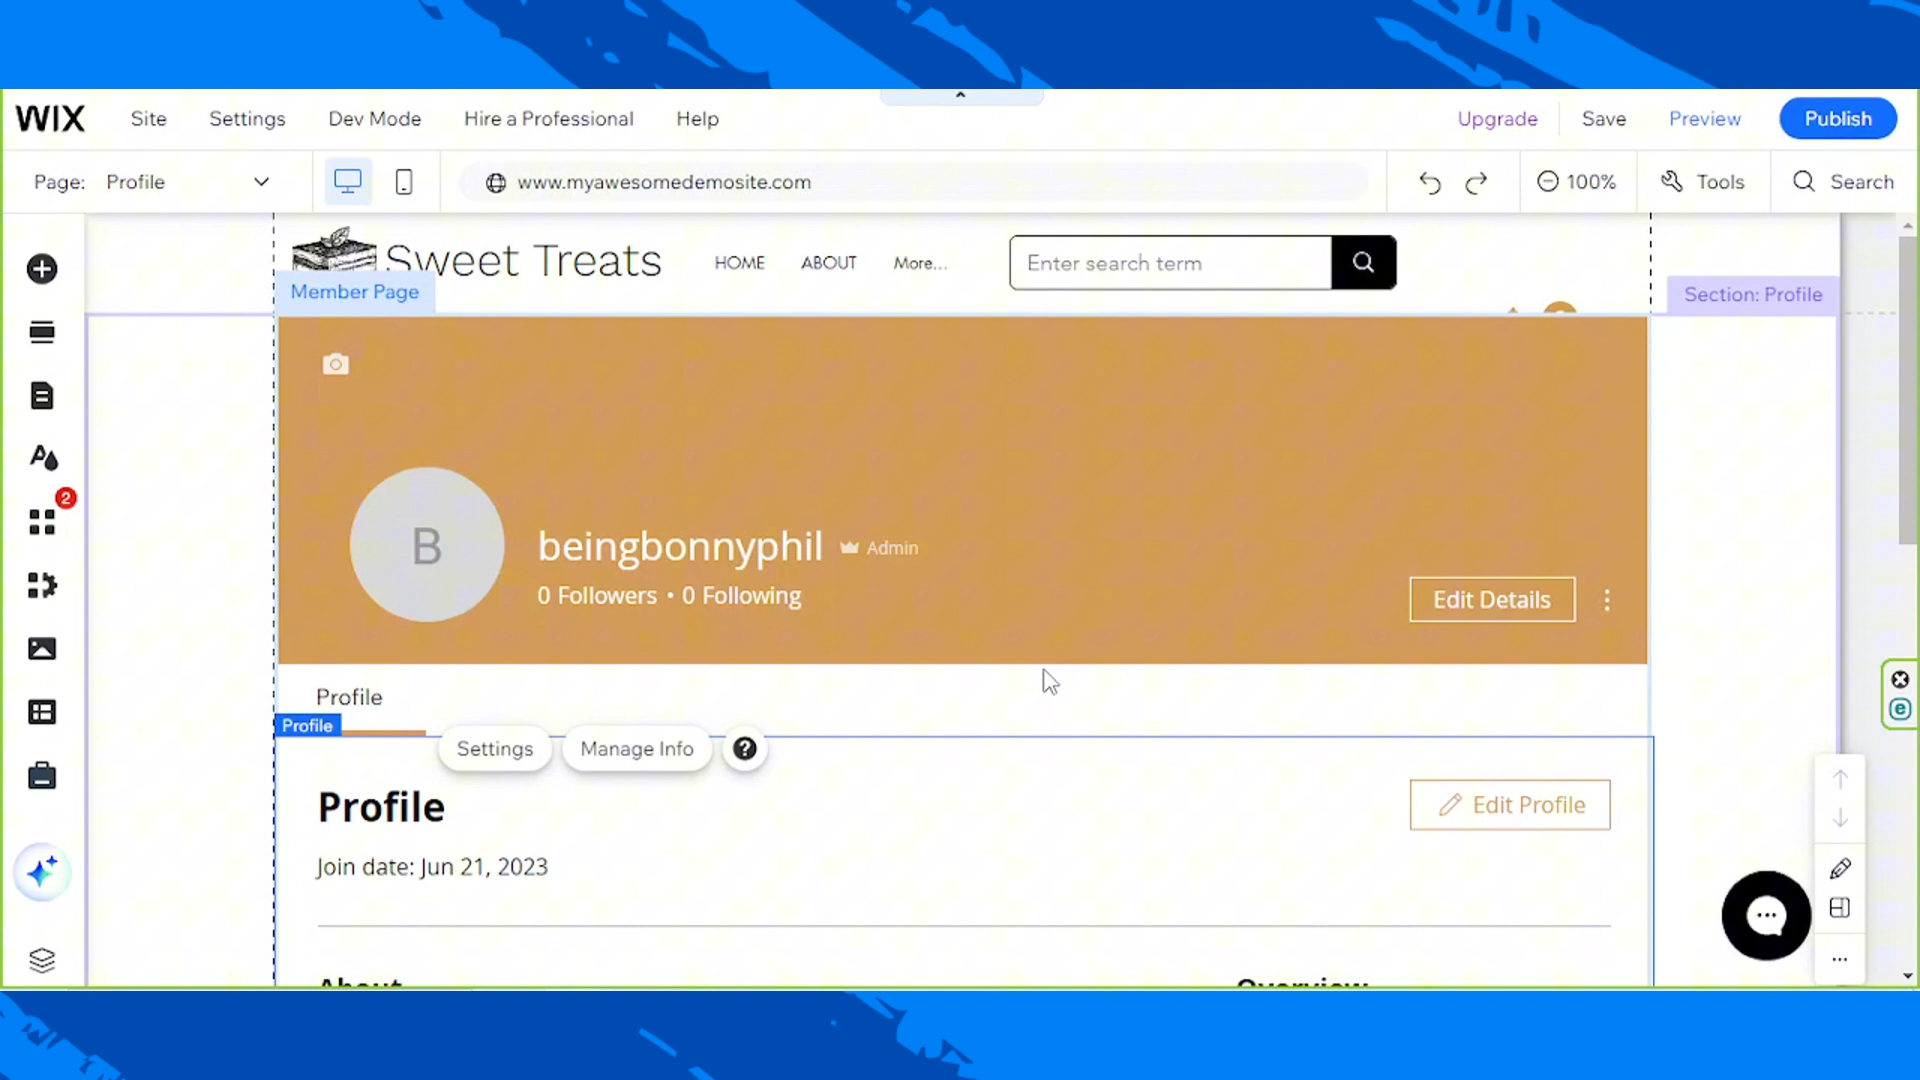 WIX Site Settings Dev Mode Hire a Professional Help Upgrade Save Preview Publish
Page: Profile www.myawesomedemosite.com 100% Tools Search
Sweet Treats HOME ABOUT More... Enter search term
Member Page Section: Profile
2
B beingbonnyphil Admin
0 Followers • 0 Following
Edit Details
Profile
Profile
Settings Manage Info ?
Profile Edit Profile
Join date: Jun 21, 2023
About Overview